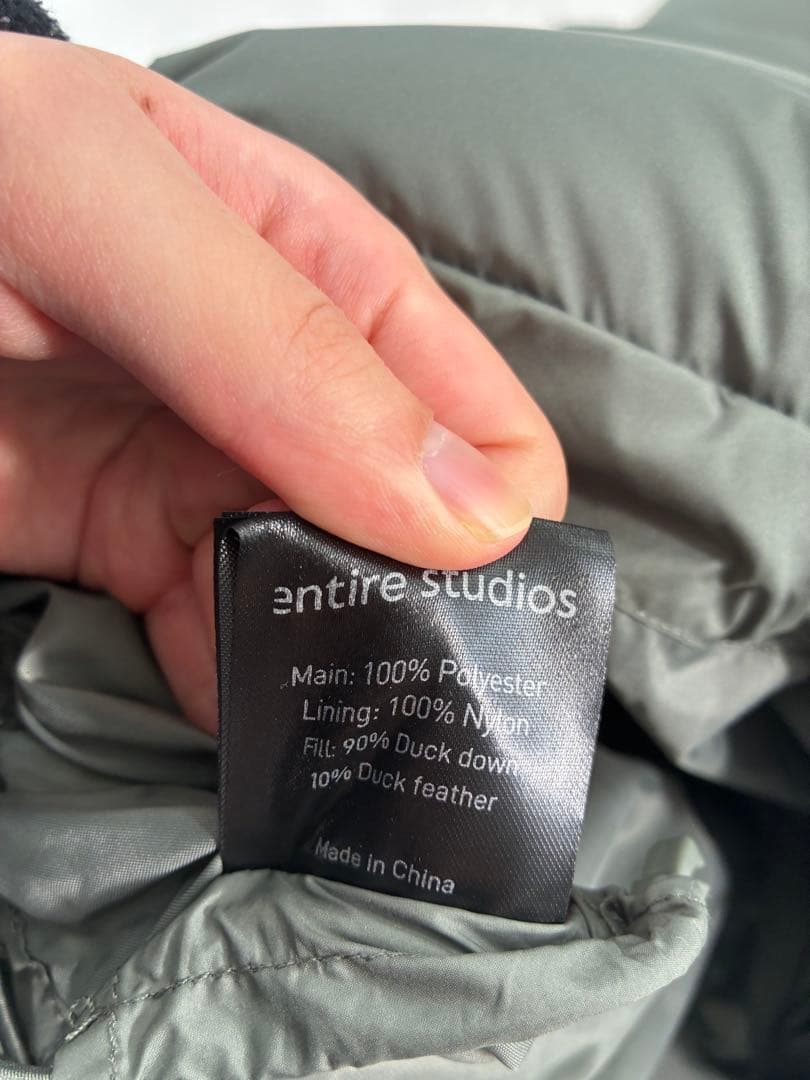 entire studios
Main: 100% Polyester
Lining: 100% Nylon
Fill: 90% Duck down
10% Duck feather
Made in China